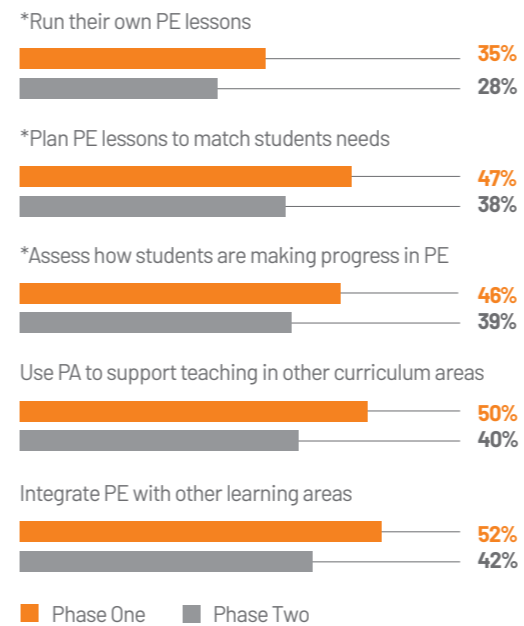 *Run their own PE lessons
35%
28%
*Plan PE lessons to match students needs
47%
38%
*Assess how students are making progress in PE
46%
39%
Use PA to support teaching in other curriculum areas
50%
40%
Integrate PE with other learning areas
52%
42%
Phase One Phase Two